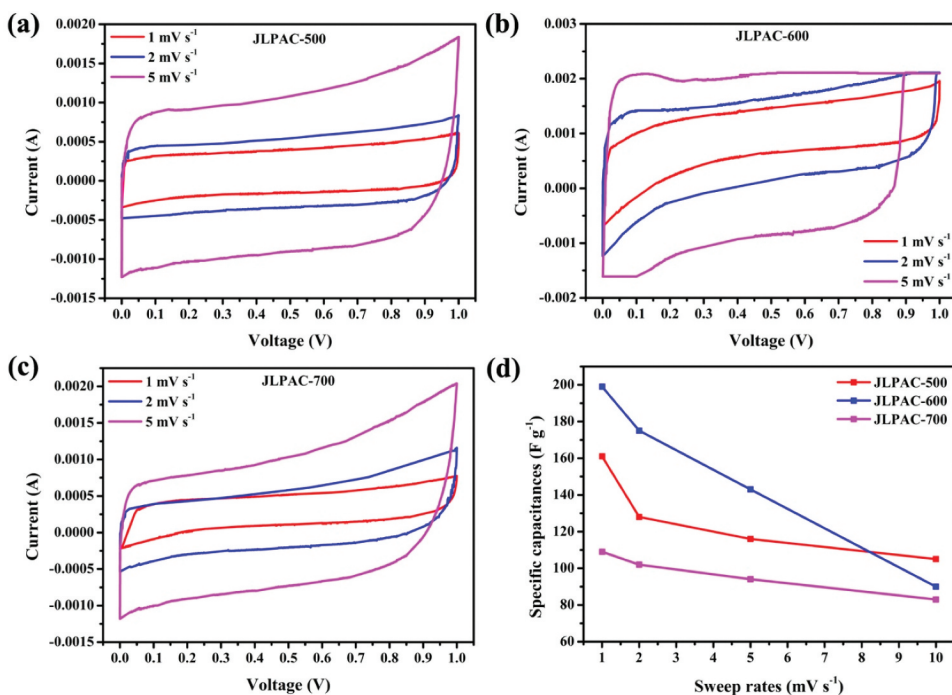 (a)
JLPAC-500
1 mV s⁻¹
2 mV s⁻¹
5 mV s⁻¹
0.0020
0.0015
0.0010
0.0005
0.0000
-0.0005
-0.0010
-0.0015
Current (A)
0.0 0.1 0.2 0.3 0.4 0.5 0.6 0.7 0.8 0.9 1.0
Voltage (V)
(b)
JLPAC-600
0.003
0.002
0.001
0.000
-0.001
-0.002
Current (A)
1 mV s⁻¹
2 mV s⁻¹
5 mV s⁻¹
0.0 0.1 0.2 0.3 0.4 0.5 0.6 0.7 0.8 0.9 1.0
Voltage (V)
(c)
JLPAC-700
1 mV s⁻¹
2 mV s⁻¹
5 mV s⁻¹
0.0020
0.0015
0.0010
0.0005
0.0000
-0.0005
-0.0010
-0.0015
Current (A)
0.0 0.1 0.2 0.3 0.4 0.5 0.6 0.7 0.8 0.9 1.0
Voltage (V)
(d)
JLPAC-500
JLPAC-600
JLPAC-700
200
180
160
140
120
100
80
60
Specific capacitances (F g⁻¹)
1 2 3 4 5 6 7 8 9 10
Sweep rates (mV s⁻¹)